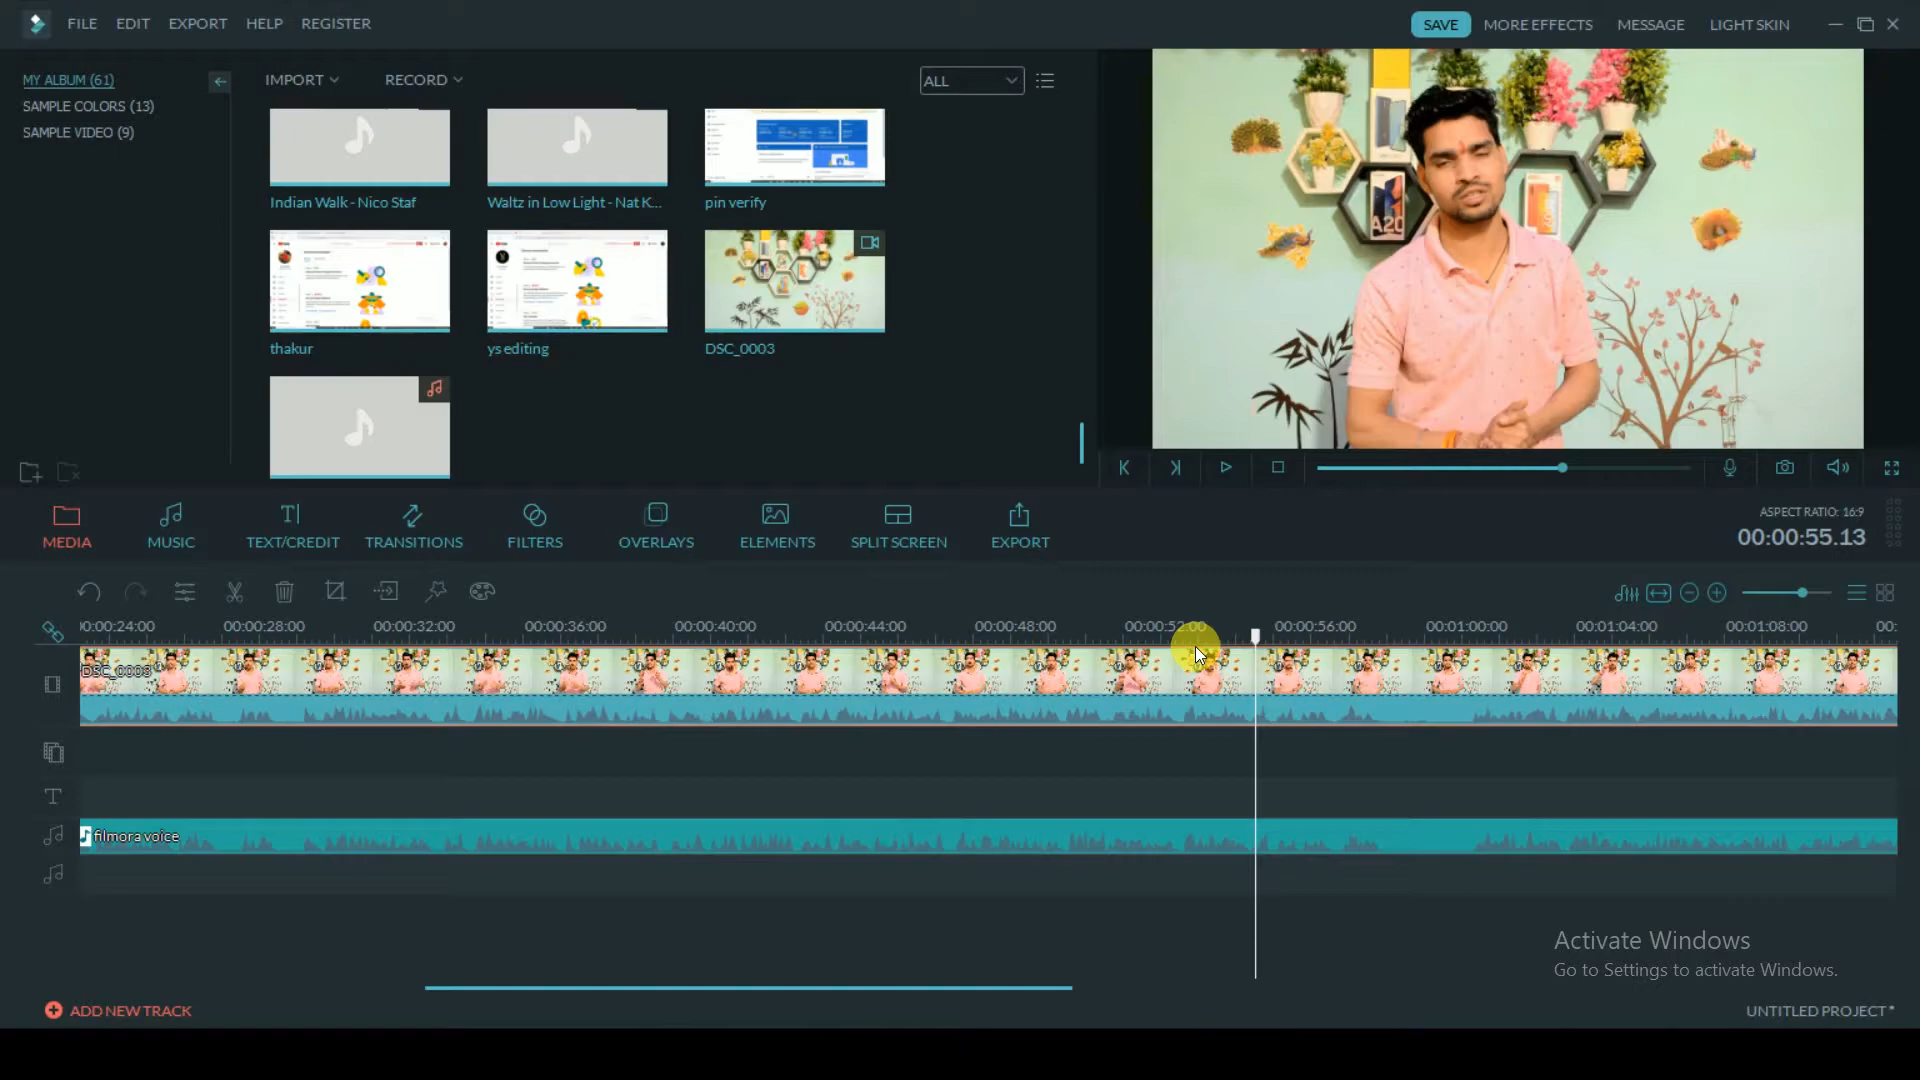 FILE EDIT EXPORT HELP REGISTER
SAVE MORE EFFECTS MESSAGE LIGHT SKIN
MY ALBUM (61)
SAMPLE COLORS (13)
SAMPLE VIDEO (9)
IMPORT RECORD ALL
Indian Walk - Nico Staf
Waltz in Low Light - Nat K...
pin verify
thakur
ys editing
DSC_0003
A20
MEDIA MUSIC TEXT/CREDIT TRANSITIONS FILTERS OVERLAYS ELEMENTS SPLIT SCREEN EXPORT
ASPECT RATIO: 16:9
00:00:55.13
00:00:24:00 00:00:28:00 00:00:32:00 00:00:36:00 00:00:40:00 00:00:44:00 00:00:48:00 00:00:52:00 00:00:56:00 00:01:00:00 00:01:04:00 00:01:08:00 00:
DSC_0003
filmora voice
Activate Windows
Go to Settings to activate Windows.
ADD NEW TRACK
UNTITLED PROJECT *